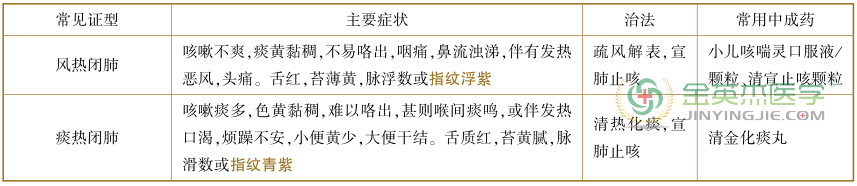 常见证型 主要症状 治法 常用中成药
风热闭肺
咳嗽不爽,痰黄黏稠,不易咯出,咽痛,鼻流浊涕,伴有发热
恶风,头痛。舌红,苔薄黄,脉浮数或指纹浮紫
疏风解表,宣
肺止咳
小儿咳喘灵口服液/
颗粒、清宣止咳颗粒
痰热闭肺
咳嗽痰多,色黄黏稠,难以咯出,甚则喉间痰鸣,或伴发热
口渴,烦躁不安,小便黄少,大便干结。舌质红,苔黄腻,脉
滑数或指纹青紫
清热化痰,宣
肺止咳
清金化痰丸
金英杰医学
JINYINGJIE.COM